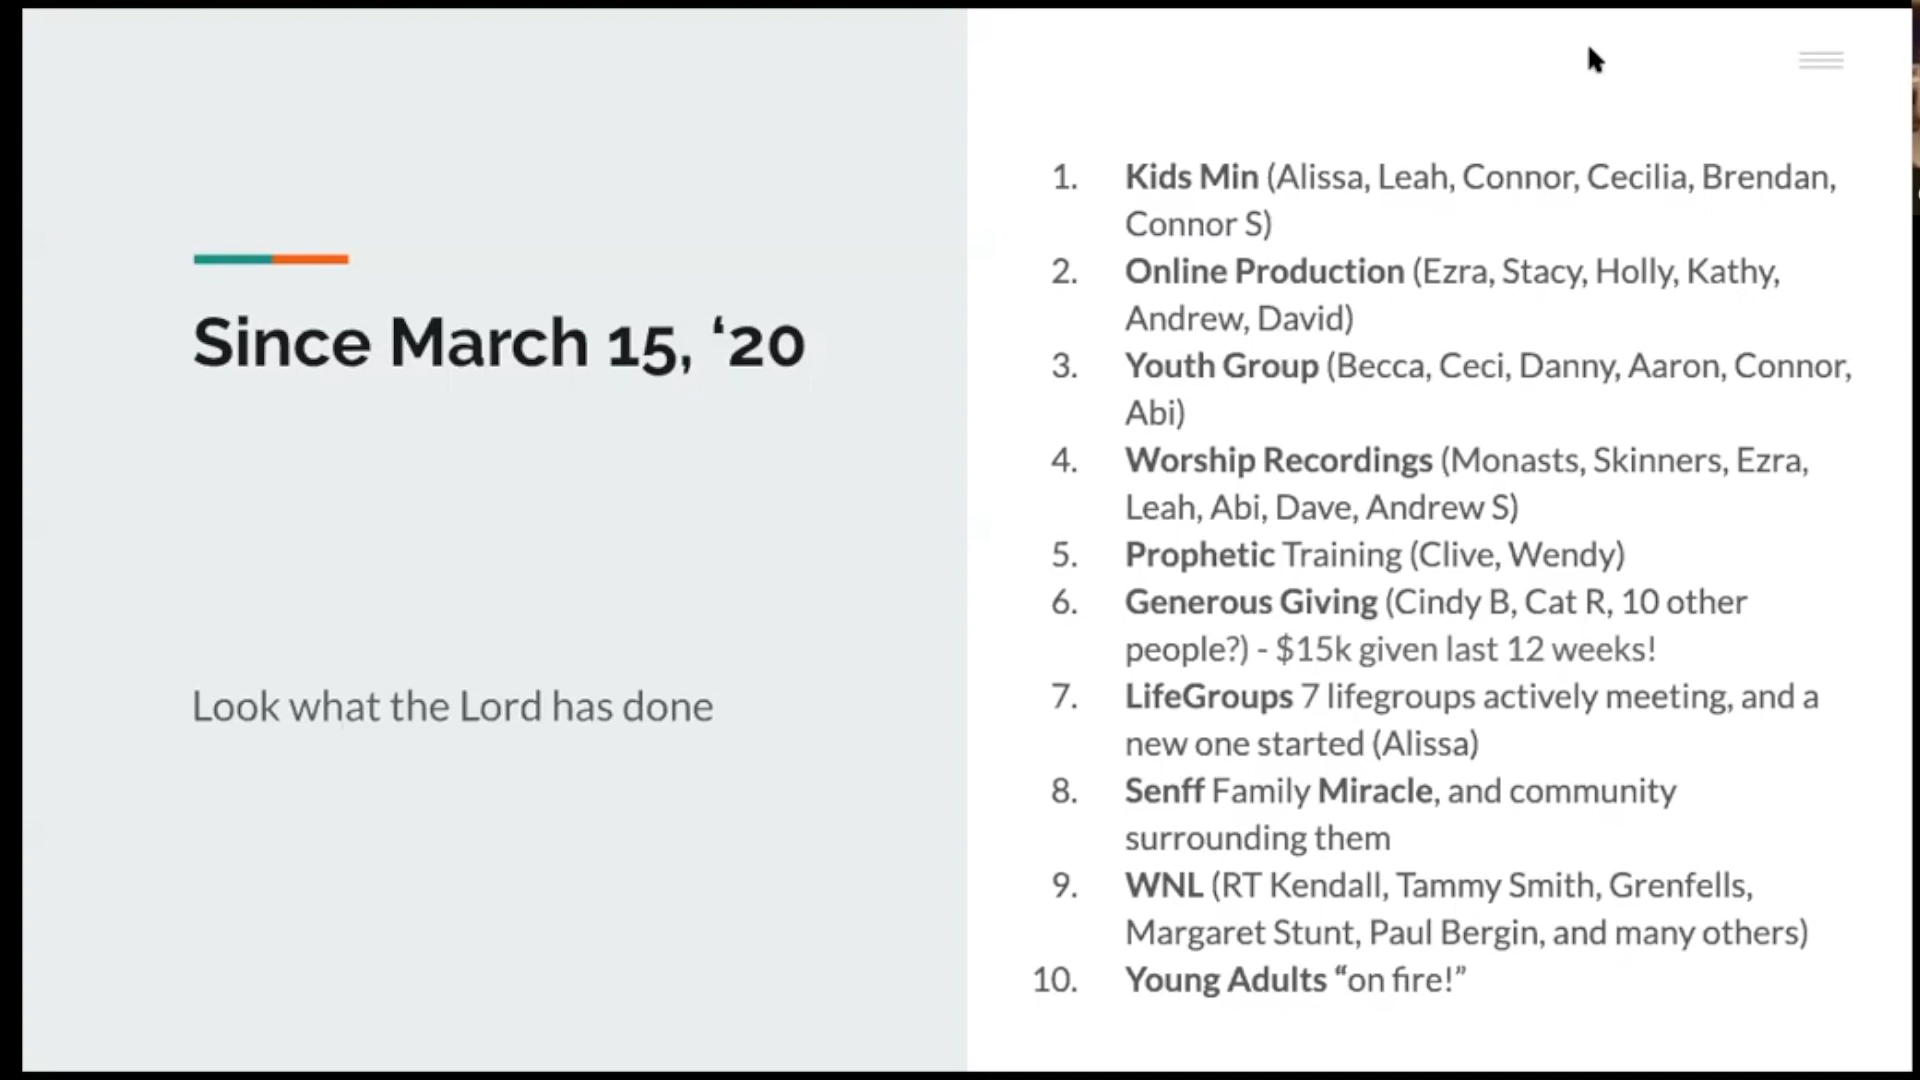 Since March 15, ‘20
Look what the Lord has done
1. Kids Min (Alissa, Leah, Connor, Cecilia, Brendan,
Connor S)
2. Online Production (Ezra, Stacy, Holly, Kathy,
Andrew, David)
3. Youth Group (Becca, Ceci, Danny, Aaron, Connor,
Abi)
4. Worship Recordings (Monasts, Skinners, Ezra,
Leah, Abi, Dave, Andrew S)
5. Prophetic Training (Clive, Wendy)
6. Generous Giving (Cindy B, Cat R, 10 other
people?) - $15k given last 12 weeks!
7. LifeGroups 7 lifegroups actively meeting, and a
new one started (Alissa)
8. Senff Family Miracle, and community
surrounding them
9. WNL (RT Kendall, Tammy Smith, Grenfells,
Margaret Stunt, Paul Bergin, and many others)
10. Young Adults “on fire!”